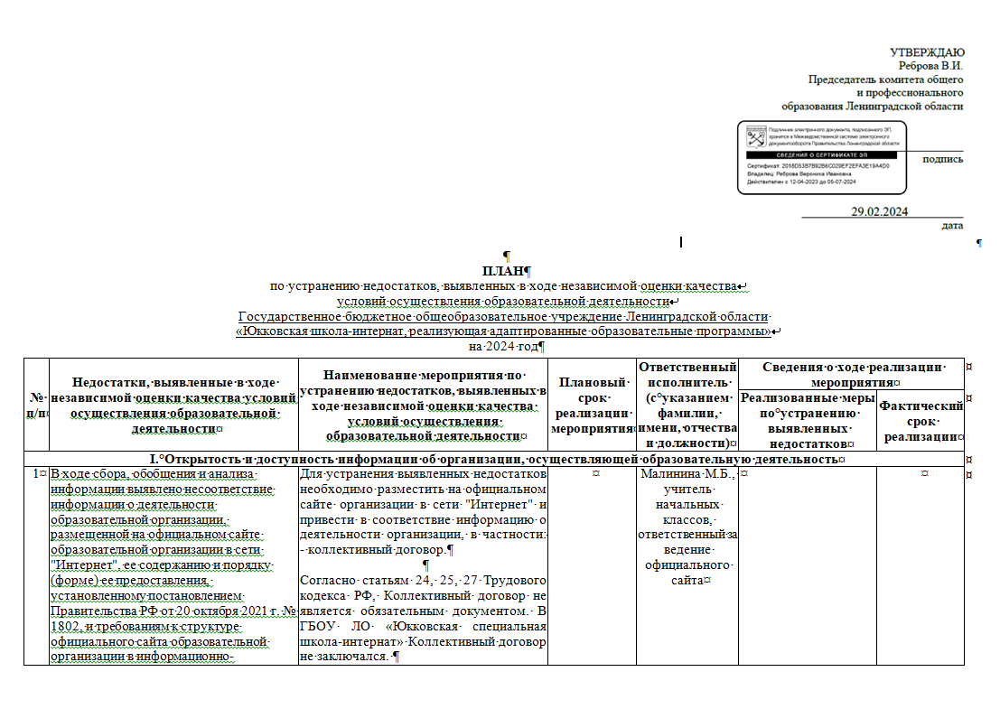 УТВЕРЖДАЮ
Реброва В.И.
Председатель комитета общего
и профессионального
образования Ленинградской области
Подлинник электронного документа, подписанного ЭП,
хранится в Межведомственной системе электронного
документооборота Правительства Ленинградской области
СВЕДЕНИЯ О СЕРТИФИКАТЕ ЭП
Сертификат: 2018D53B7B92B6C029EF2EFA3E19A4D0
Владелец: Реброва Вероника Ивановна
Действителен с 12-04-2023 до 05-07-2024
подпись
29.02.2024
дата
ПЛАН
по устранению недостатков, выявленных в ходе независимой оценки качества
условий осуществления образовательной деятельности
Государственное бюджетное общеобразовательное учреждение Ленинградской области
«Юкковская школа-интернат, реализующая адаптированные образовательные программы»
на 2024 год
№
п/п
Недостатки, выявленные в ходе
независимой оценки качества условий
осуществления образовательной
деятельности
Наименование мероприятия по
устранению недостатков, выявленных в
ходе независимой оценки качества
условий осуществления
образовательной деятельности
Плановый
срок
реализации
мероприятия
Ответственный
исполнитель
(с указанием
фамилии,
имени, отчества
и должности)
Сведения о ходе реализации
мероприятия
Реализованные меры
по устранению
выявленных
недостатков
Фактический
срок
реализации
I. Открытость и доступность информации об организации, осуществляющей образовательную деятельность
1
В ходе сбора, обобщения и анализа
информации выявлено несоответствие
информации о деятельности
образовательной организации,
размещенной на официальном сайте
образовательной организации в сети
"Интернет", ее содержанию и порядку
(форме) ее предоставления,
установленному постановлением
Правительства РФ от 20 октября 2021 г. №
1802, и требованиям к структуре
официального сайта образовательной
организации в информационно-
Для устранения выявленных недостатков
необходимо разместить на официальном
сайте организации в сети "Интернет" и
привести в соответствие информацию о
деятельности организации, в частности:
- коллективный договор.
Согласно статьям 24, 25, 27 Трудового
кодекса РФ, Коллективный договор не
является обязательным документом. В
ГБОУ ЛО «Юкковская специальная
школа-интернат» Коллективный договор
не заключался.
Малинина М.Б.,
учитель
начальных
классов,
ответственный за
ведение
официального
сайта